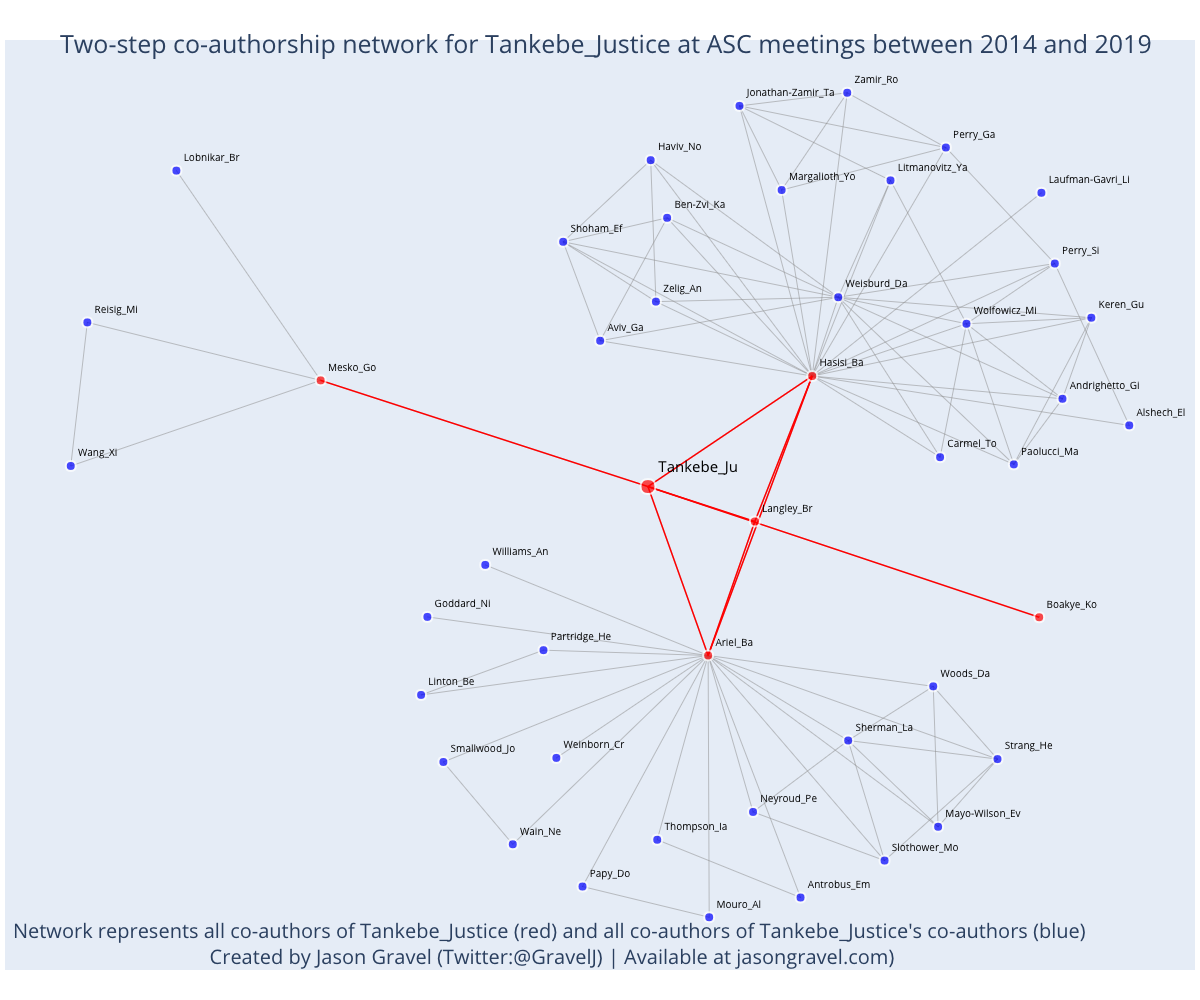 Two-step co-authorship network for Tankebe_Justice at ASC meetings between 2014 and 2019
Zamir_Ro
Jonathan-Zamir_Ta
Perry_Ga
Haviv_No
Lobnikar_Br
Litmanovitz_Ya
Margalioth_Yo
Laufman-Gavri_Li
Ben-Zvi_Ka
Shoham_Ef
Perry_Si
Weisburd_Da
Zelig_An
Keren_Gu
Reisig_Mi
Wolfowicz_Mi
Aviv_Ga
Hasisi_Ba
Mesko_Go
Andrighetto_Gi
Alshech_El
Carmel_To
Paolucci_Ma
Wang_Xi
Tankebe_Ju
Langley_Br
Williams_An
Goddard_Ni
Boakye_Ko
Partridge_He
Ariel_Ba
Woods_Da
Linton_Be
Sherman_La
Weinborn_Cr
Smallwood_Jo
Strang_He
Neyroud_Pe
Mayo-Wilson_Ev
Thompson_Ia
Wain_Ne
Slothower_Mo
Papy_Do
Antrobus_Em
Mouro_Al
Network represents all co-authors of Tankebe_Justice (red) and all co-authors of Tankebe_Justice's co-authors (blue)
Created by Jason Gravel (Twitter:@GravelJ) | Available at jasongravel.com)